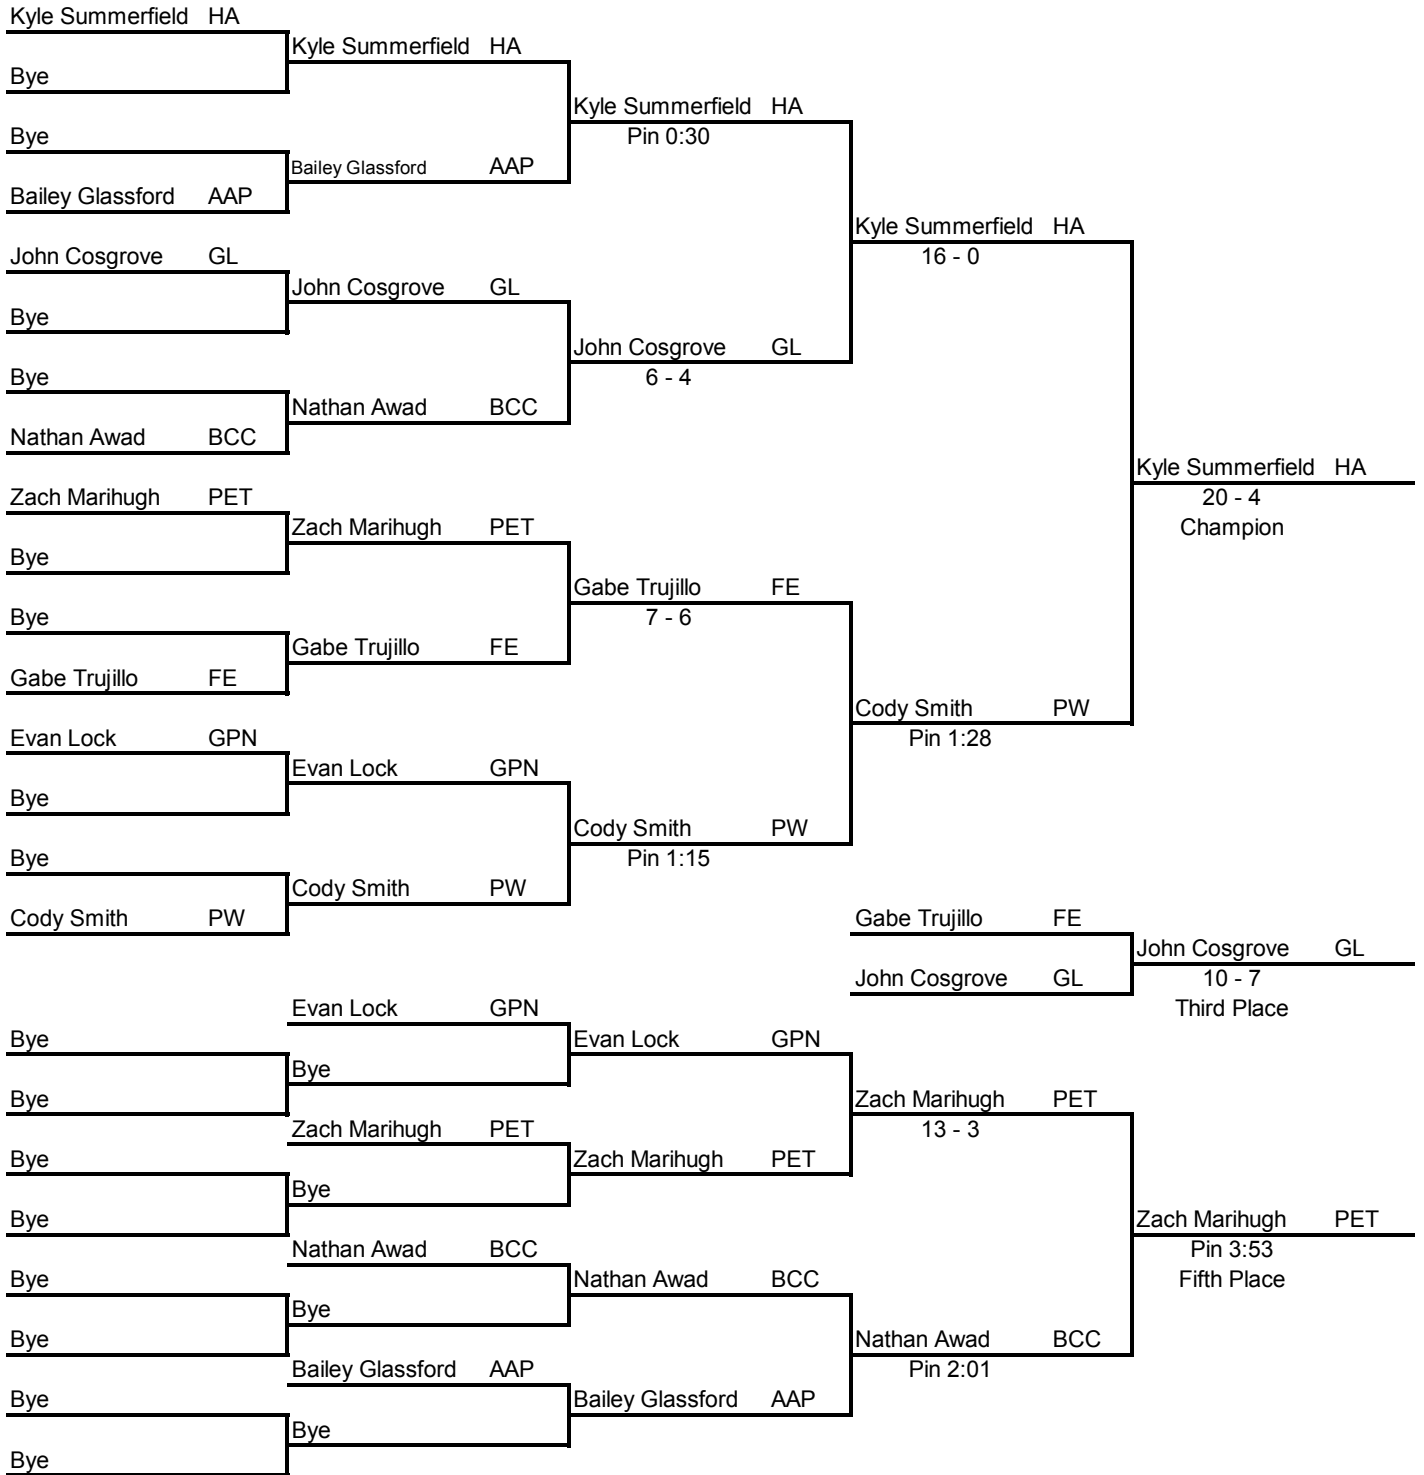 Kyle Summerfield HA
Kyle Summerfield HA
Bye
Kyle Summerfield HA
Bye
Pin 0:30
Bailey Glassford AAP
Bailey Glassford AAP
Kyle Summerfield HA
John Cosgrove GL
16 - 0
John Cosgrove GL
Bye
John Cosgrove GL
Bye
6 - 4
Nathan Awad BCC
Nathan Awad BCC
Kyle Summerfield HA
Zach Marihugh PET
20 - 4
Zach Marihugh PET
Champion
Bye
Gabe Trujillo FE
Bye
7 - 6
Gabe Trujillo FE
Gabe Trujillo FE
Cody Smith PW
Evan Lock GPN
Pin 1:28
Evan Lock GPN
Bye
Cody Smith PW
Bye
Pin 1:15
Cody Smith PW
Cody Smith PW
Gabe Trujillo FE
John Cosgrove GL
John Cosgrove GL
10 - 7
Evan Lock GPN
Third Place
Bye
Evan Lock GPN
Bye
Bye
Zach Marihugh PET
Zach Marihugh PET
13 - 3
Bye
Zach Marihugh PET
Bye
Bye
Zach Marihugh PET
Nathan Awad BCC
Pin 3:53
Bye
Nathan Awad BCC
Fifth Place
Bye
Bye
Nathan Awad BCC
Bailey Glassford AAP
Pin 2:01
Bye
Bailey Glassford AAP
Bye
Bye